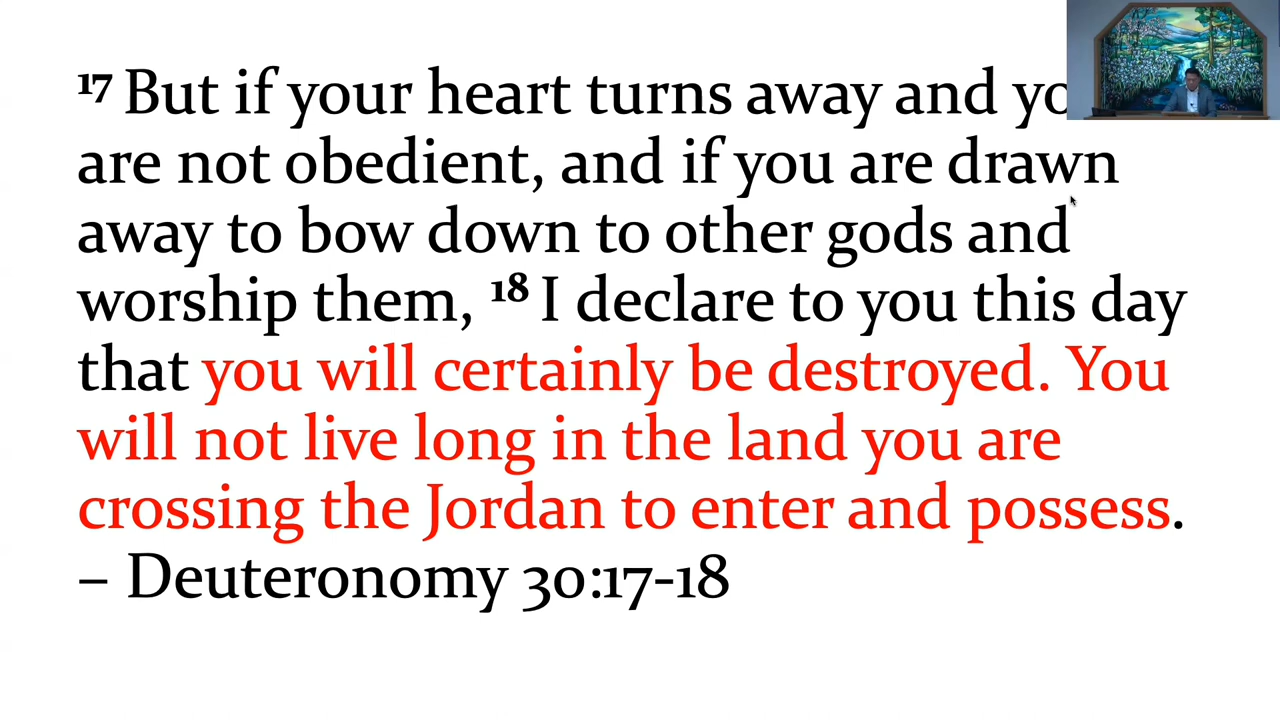 17 But if your heart turns away and yo
are not obedient, and if you are drawn
away to bow down to other gods and
worship them, 18 I declare to you this day
that you will certainly be destroyed. You
will not live long in the land you are
crossing the Jordan to enter and possess.
– Deuteronomy 30:17-18